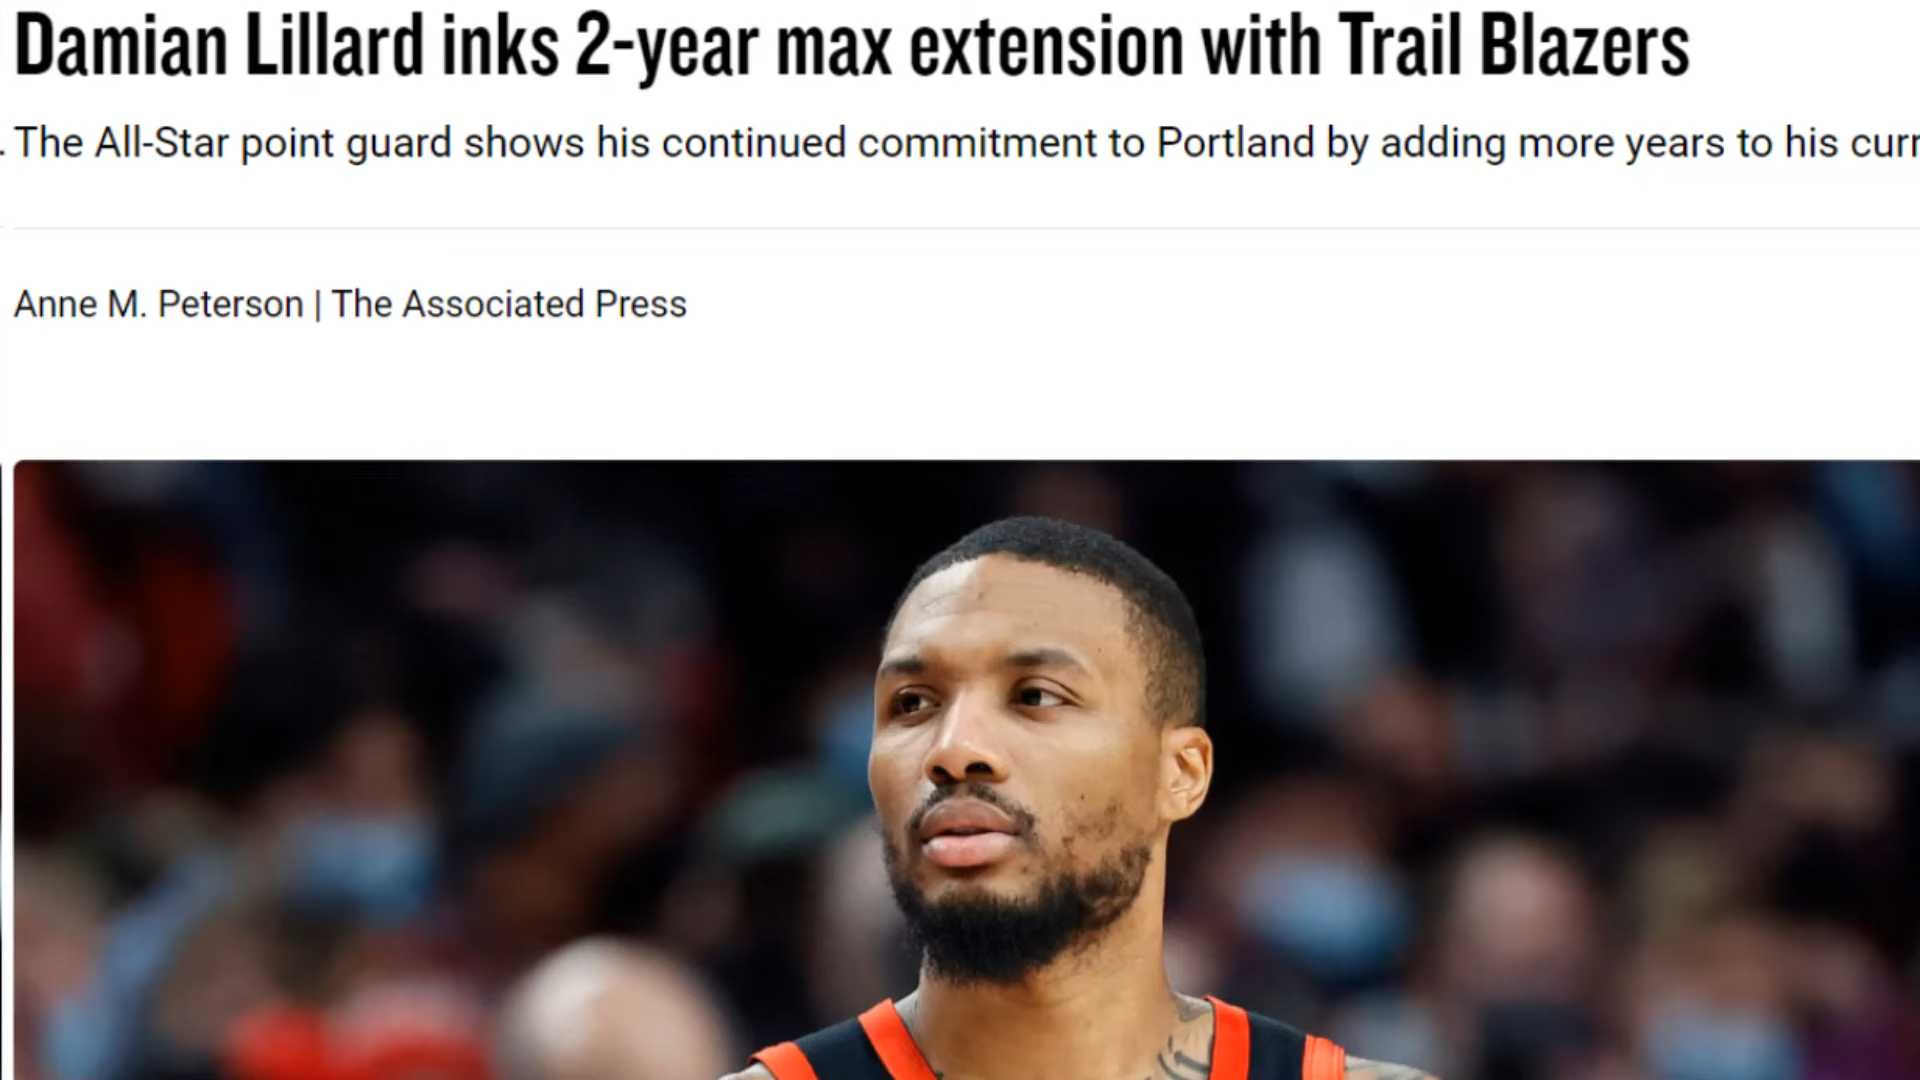 Damian Lillard inks 2-year max extension with Trail Blazers
The All-Star point guard shows his continued commitment to Portland by adding more years to his curr
Anne M. Peterson | The Associated Press